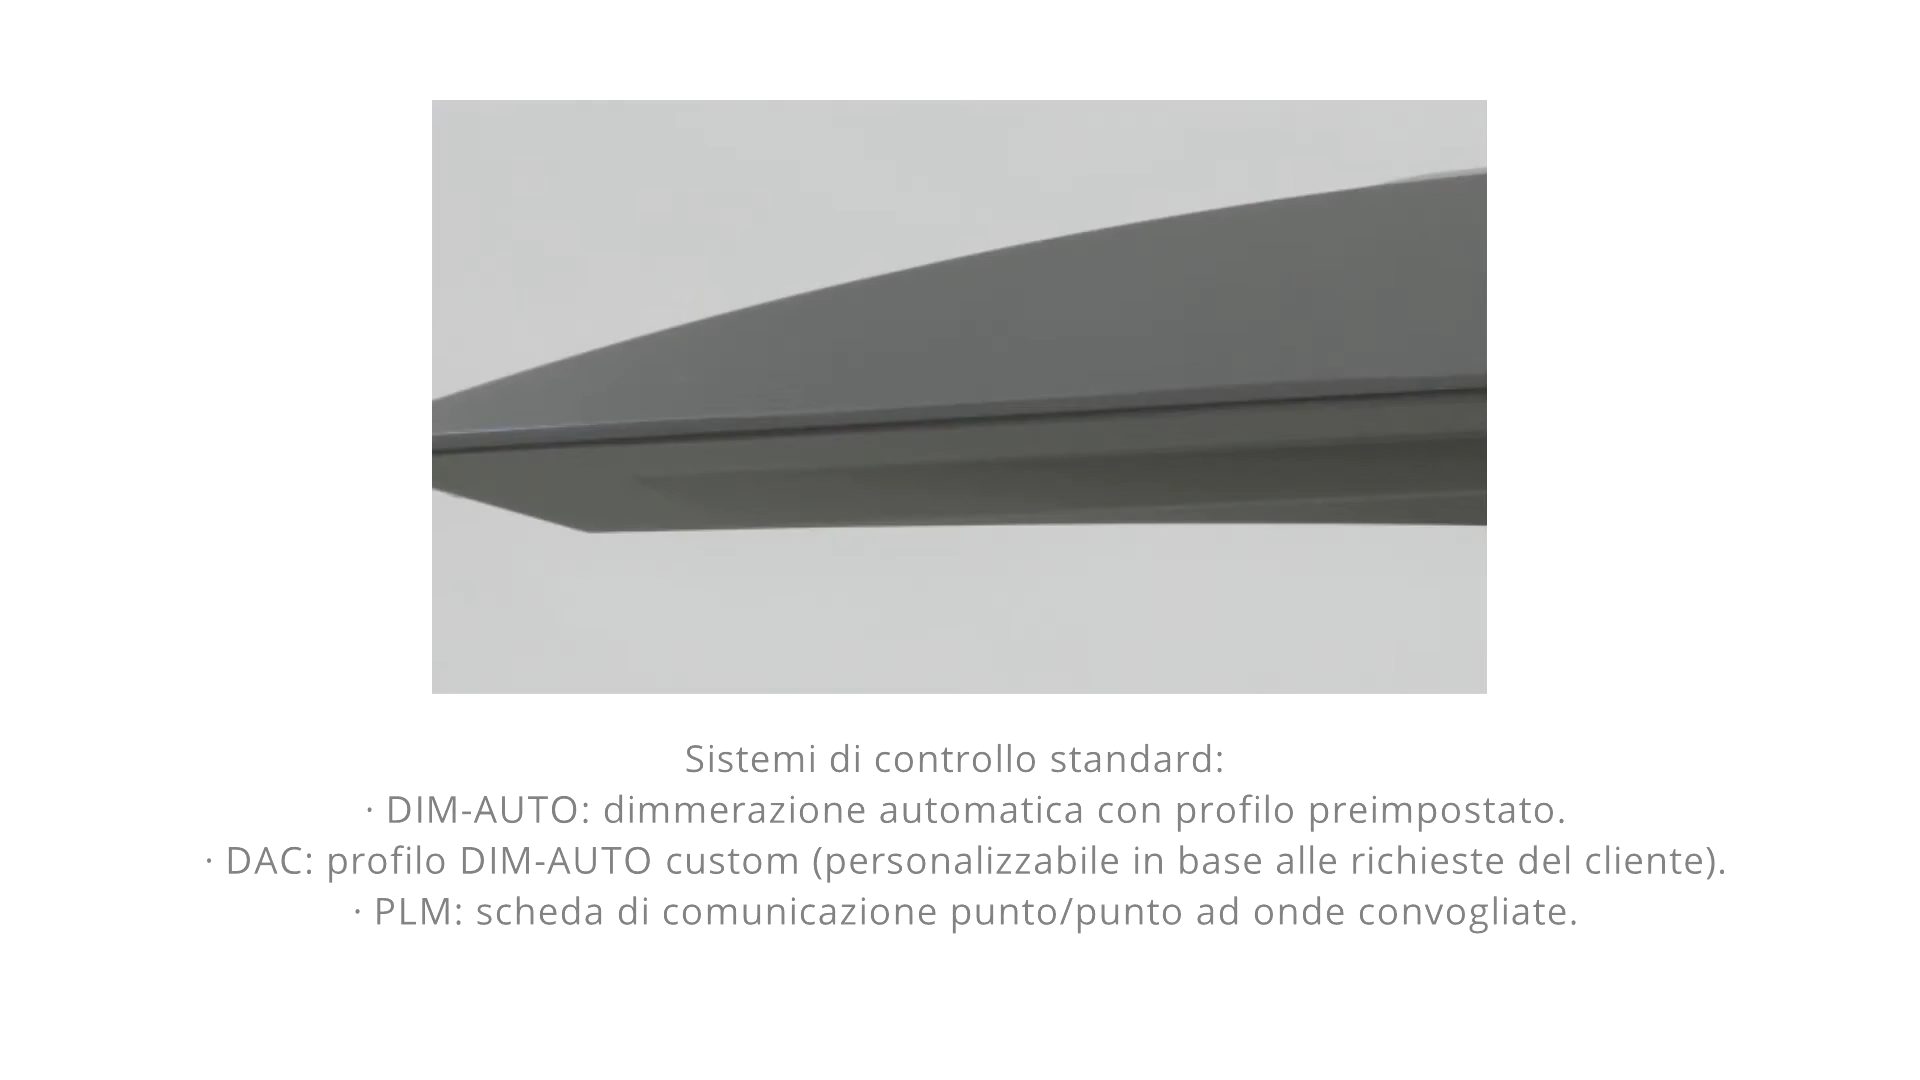 Sistemi di controllo standard:
· DIM-AUTO: dimmerazione automatica con profilo preimpostato.
· DAC: profilo DIM-AUTO custom (personalizzabile in base alle richieste del cliente).
· PLM: scheda di comunicazione punto/punto ad onde convogliate.